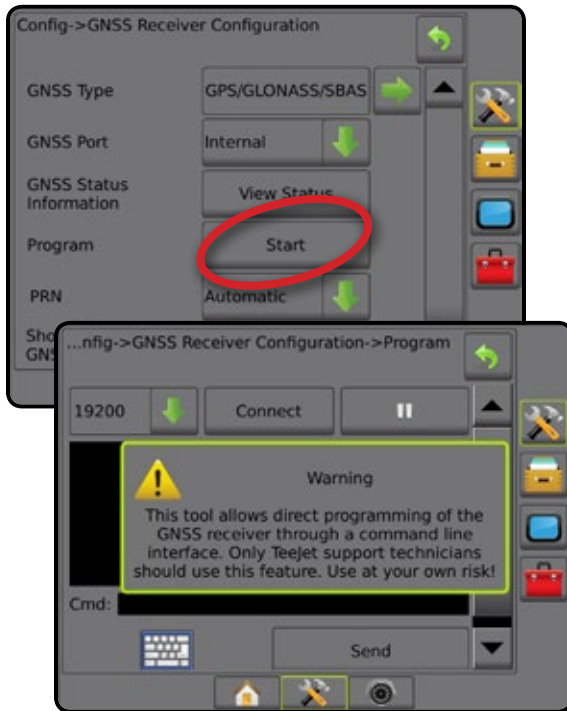 Config->GNSS Receiver Configuration
GNSS Type
GPS/GLONASS/SBAS
GNSS Port
Internal
GNSS Status
Information
View Status
Program
Start
PRN
Automatic
...nfig->GNSS Receiver Configuration->Program
19200
Connect
Warning
This tool allows direct programming of the
GNSS receiver through a command line
interface. Only TeeJet support technicians
should use this feature. Use at your own risk!
Cmd:
Send